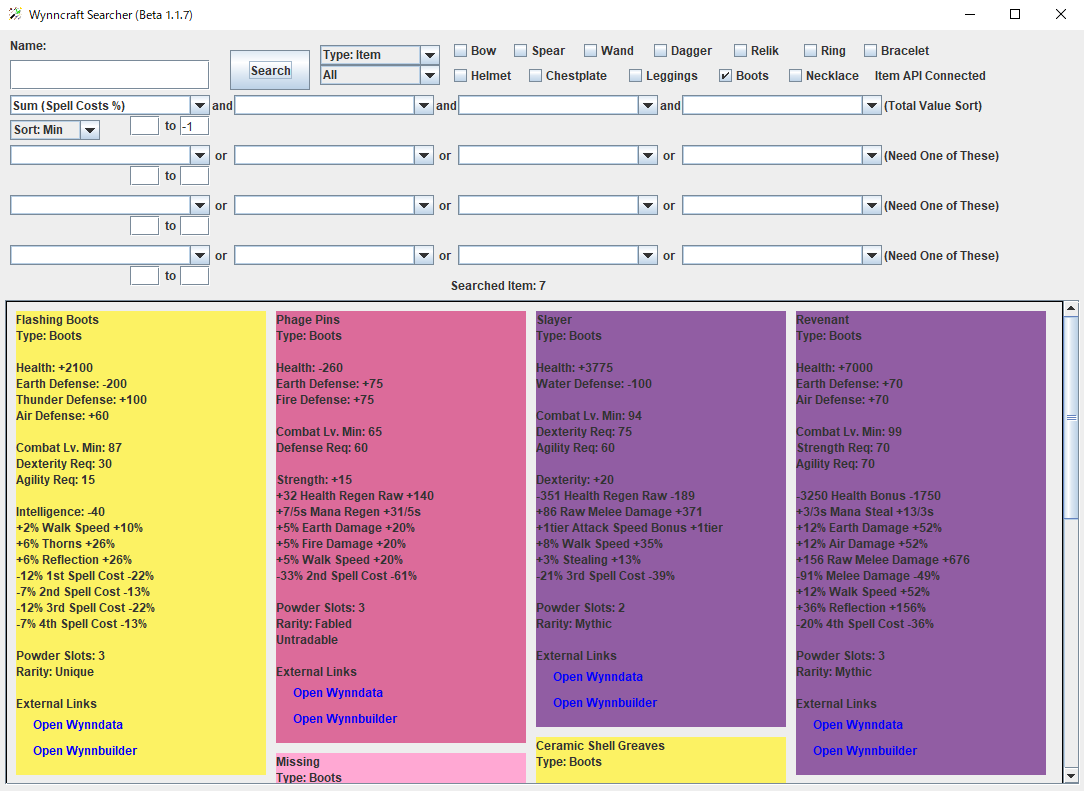 Wynncraft Searcher (Beta 1.1.7)
Name:
Search
Type: Item
All
Bow
Spear
Wand
Dagger
Relik
Ring
Bracelet
Helmet
Chestplate
Leggings
Boots
Necklace
Item API Connected
Sum (Spell Costs %)
and
and
and
(Total Value Sort)
Sort: Min
to
-1
or
or
or
(Need One of These)
to
or
or
or
(Need One of These)
to
or
or
or
(Need One of These)
to
Searched Item: 7
Flashing Boots
Type: Boots
Health: +2100
Earth Defense: -200
Thunder Defense: +100
Air Defense: +60
Combat Lv. Min: 87
Dexterity Req: 30
Agility Req: 15
Intelligence: -40
+2% Walk Speed +10%
+6% Thorns +26%
+6% Reflection +26%
-12% 1st Spell Cost -22%
-7% 2nd Spell Cost -13%
-12% 3rd Spell Cost -22%
-7% 4th Spell Cost -13%
Powder Slots: 3
Rarity: Unique
External Links
Open Wynndata
Open Wynnbuilder
Phage Pins
Type: Boots
Health: -260
Earth Defense: +75
Fire Defense: +75
Combat Lv. Min: 65
Defense Req: 60
Strength: +15
+32 Health Regen Raw +140
+7/5s Mana Regen +31/5s
+5% Earth Damage +20%
+5% Fire Damage +20%
+5% Walk Speed +20%
-33% 2nd Spell Cost -61%
Powder Slots: 3
Rarity: Fabled
Untradable
External Links
Open Wynndata
Open Wynnbuilder
Missing
Type: Boots
Slayer
Type: Boots
Health: +3775
Water Defense: -100
Combat Lv. Min: 94
Dexterity Req: 75
Agility Req: 60
Dexterity: +20
-351 Health Regen Raw -189
+86 Raw Melee Damage +371
+1tier Attack Speed Bonus +1tier
+8% Walk Speed +35%
+3% Stealing +13%
-21% 3rd Spell Cost -39%
Powder Slots: 2
Rarity: Mythic
External Links
Open Wynndata
Open Wynnbuilder
Ceramic Shell Greaves
Type: Boots
Revenant
Type: Boots
Health: +7000
Earth Defense: +70
Air Defense: +70
Combat Lv. Min: 99
Strength Req: 70
Agility Req: 70
-3250 Health Bonus -1750
+3/3s Mana Steal +13/3s
+12% Earth Damage +52%
+12% Air Damage +52%
+156 Raw Melee Damage +676
-91% Melee Damage -49%
+12% Walk Speed +52%
+36% Reflection +156%
-20% 4th Spell Cost -36%
Powder Slots: 3
Rarity: Mythic
External Links
Open Wynndata
Open Wynnbuilder